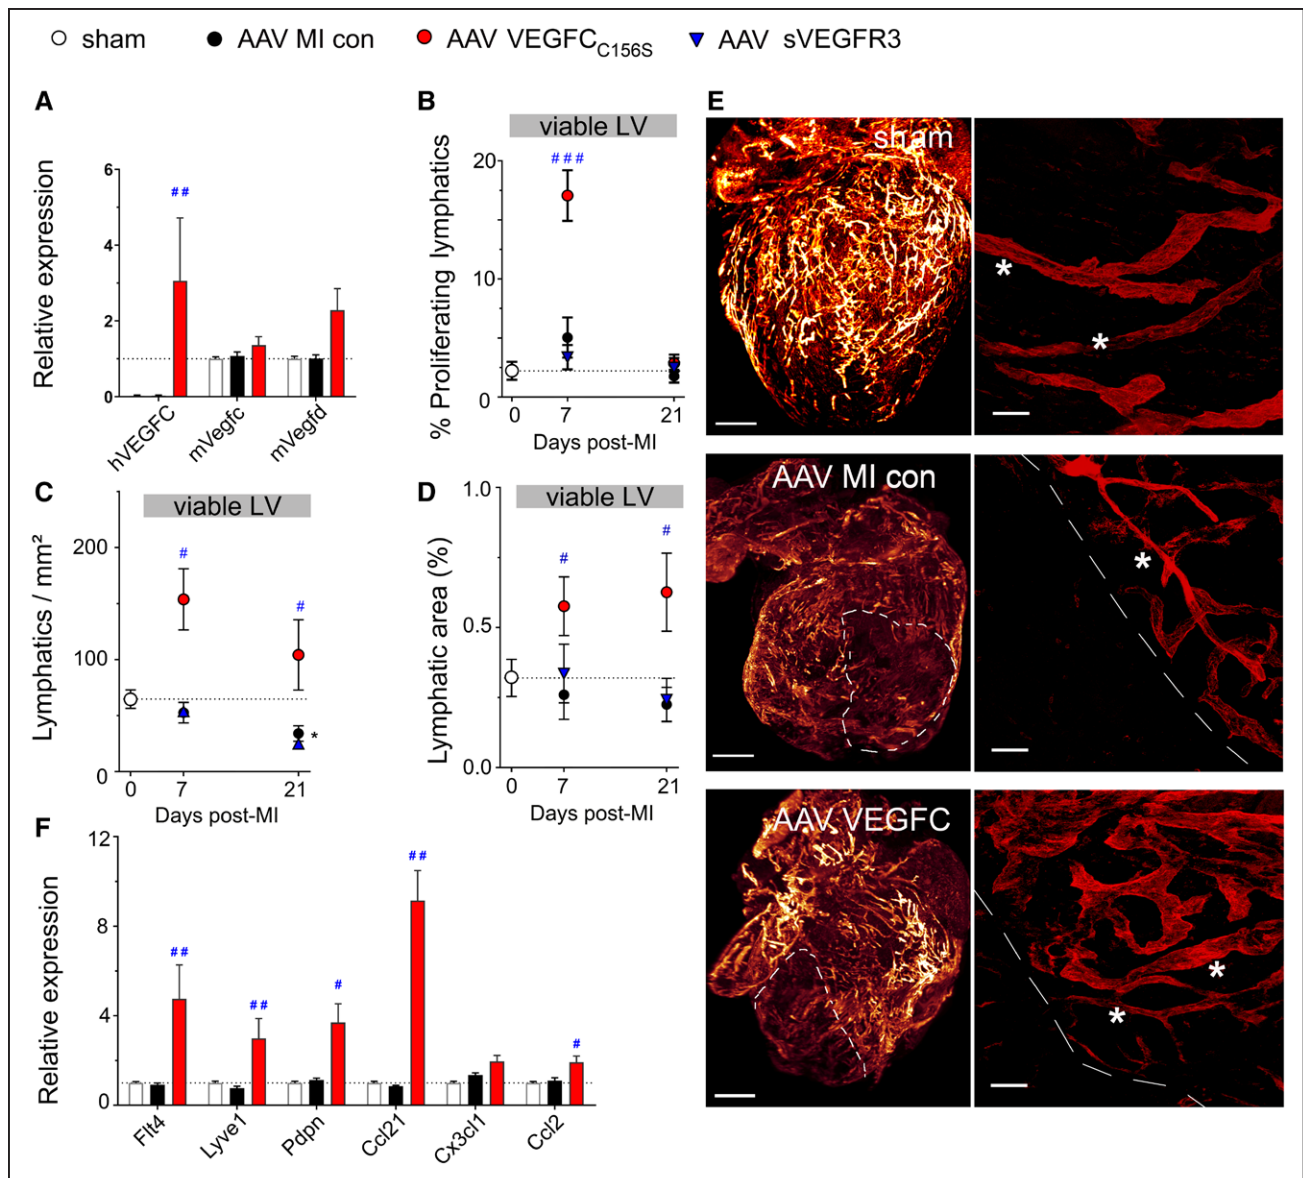 sham AAV MI con AAV VEGFC C156S AAV sVEGFR3
A
Relative expression
6
4
2
0
##
hVEGFC
mVegfc
mVegfd
B
viable LV
% Proliferating lymphatics
20
10
0
###
0 7 21
Days post-MI
C
viable LV
Lymphatics / mm²
200
100
0
#
#
*
0 7 21
Days post-MI
D
viable LV
Lymphatic area (%)
1.0
0.5
0.0
#
#
0 7 21
Days post-MI
E
sham
*
*
AAV MI con
*
AAV VEGFC
*
*
F
Relative expression
12
8
4
0
##
##
#
##
#
Flt4
Lyve1
Pdpn
Ccl21
Cx3cl1
Ccl2